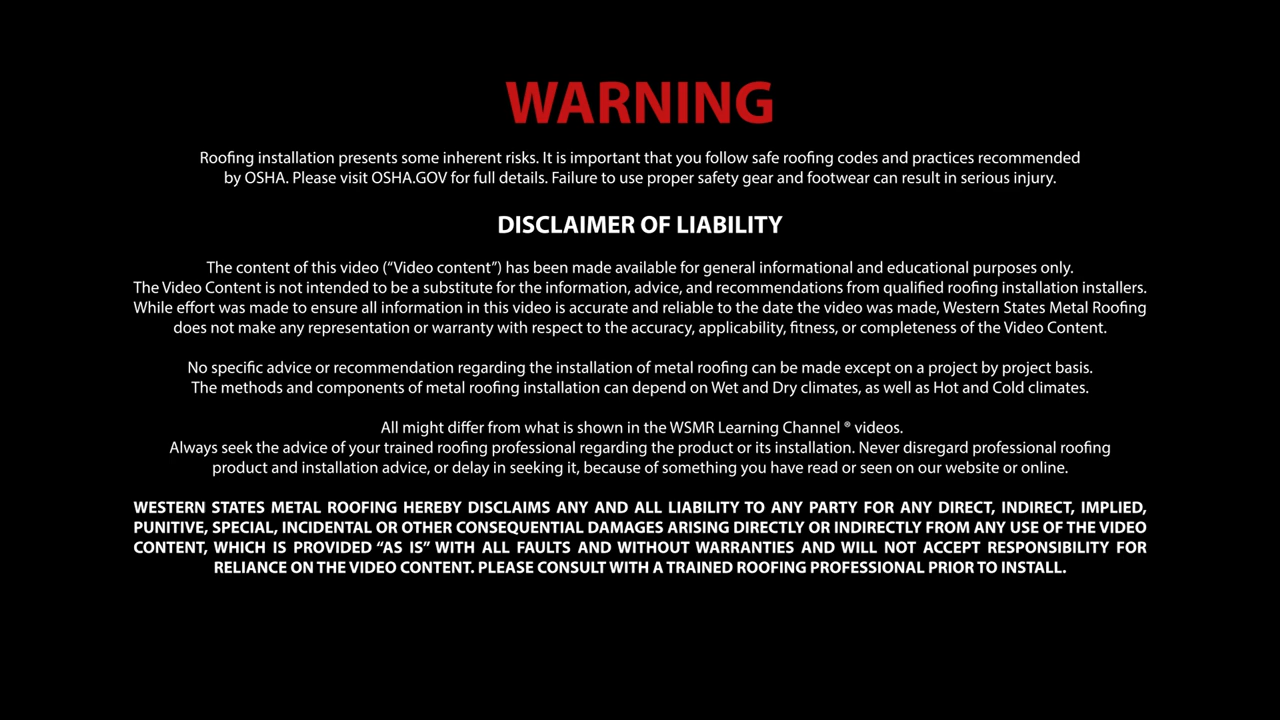 WARNING
Roofing installation presents some inherent risks. It is important that you follow safe roofing codes and practices recommended
by OSHA. Please visit OSHA.GOV for full details. Failure to use proper safety gear and footwear can result in serious injury.
DISCLAIMER OF LIABILITY
The content of this video (“Video content”) has been made available for general informational and educational purposes only.
The Video Content is not intended to be a substitute for the information, advice, and recommendations from qualified roofing installation installers.
While effort was made to ensure all information in this video is accurate and reliable to the date the video was made, Western States Metal Roofing
does not make any representation or warranty with respect to the accuracy, applicability, fitness, or completeness of the Video Content.
No specific advice or recommendation regarding the installation of metal roofing can be made except on a project by project basis.
The methods and components of metal roofing installation can depend on Wet and Dry climates, as well as Hot and Cold climates.
All might differ from what is shown in the WSMR Learning Channel ® videos.
Always seek the advice of your trained roofing professional regarding the product or its installation. Never disregard professional roofing
product and installation advice, or delay in seeking it, because of something you have read or seen on our website or online.
WESTERN STATES METAL ROOFING HEREBY DISCLAIMS ANY AND ALL LIABILITY TO ANY PARTY FOR ANY DIRECT, INDIRECT, IMPLIED,
PUNITIVE, SPECIAL, INCIDENTAL OR OTHER CONSEQUENTIAL DAMAGES ARISING DIRECTLY OR INDIRECTLY FROM ANY USE OF THE VIDEO
CONTENT, WHICH IS PROVIDED “AS IS” WITH ALL FAULTS AND WITHOUT WARRANTIES AND WILL NOT ACCEPT RESPONSIBILITY FOR
RELIANCE ON THE VIDEO CONTENT. PLEASE CONSULT WITH A TRAINED ROOFING PROFESSIONAL PRIOR TO INSTALL.